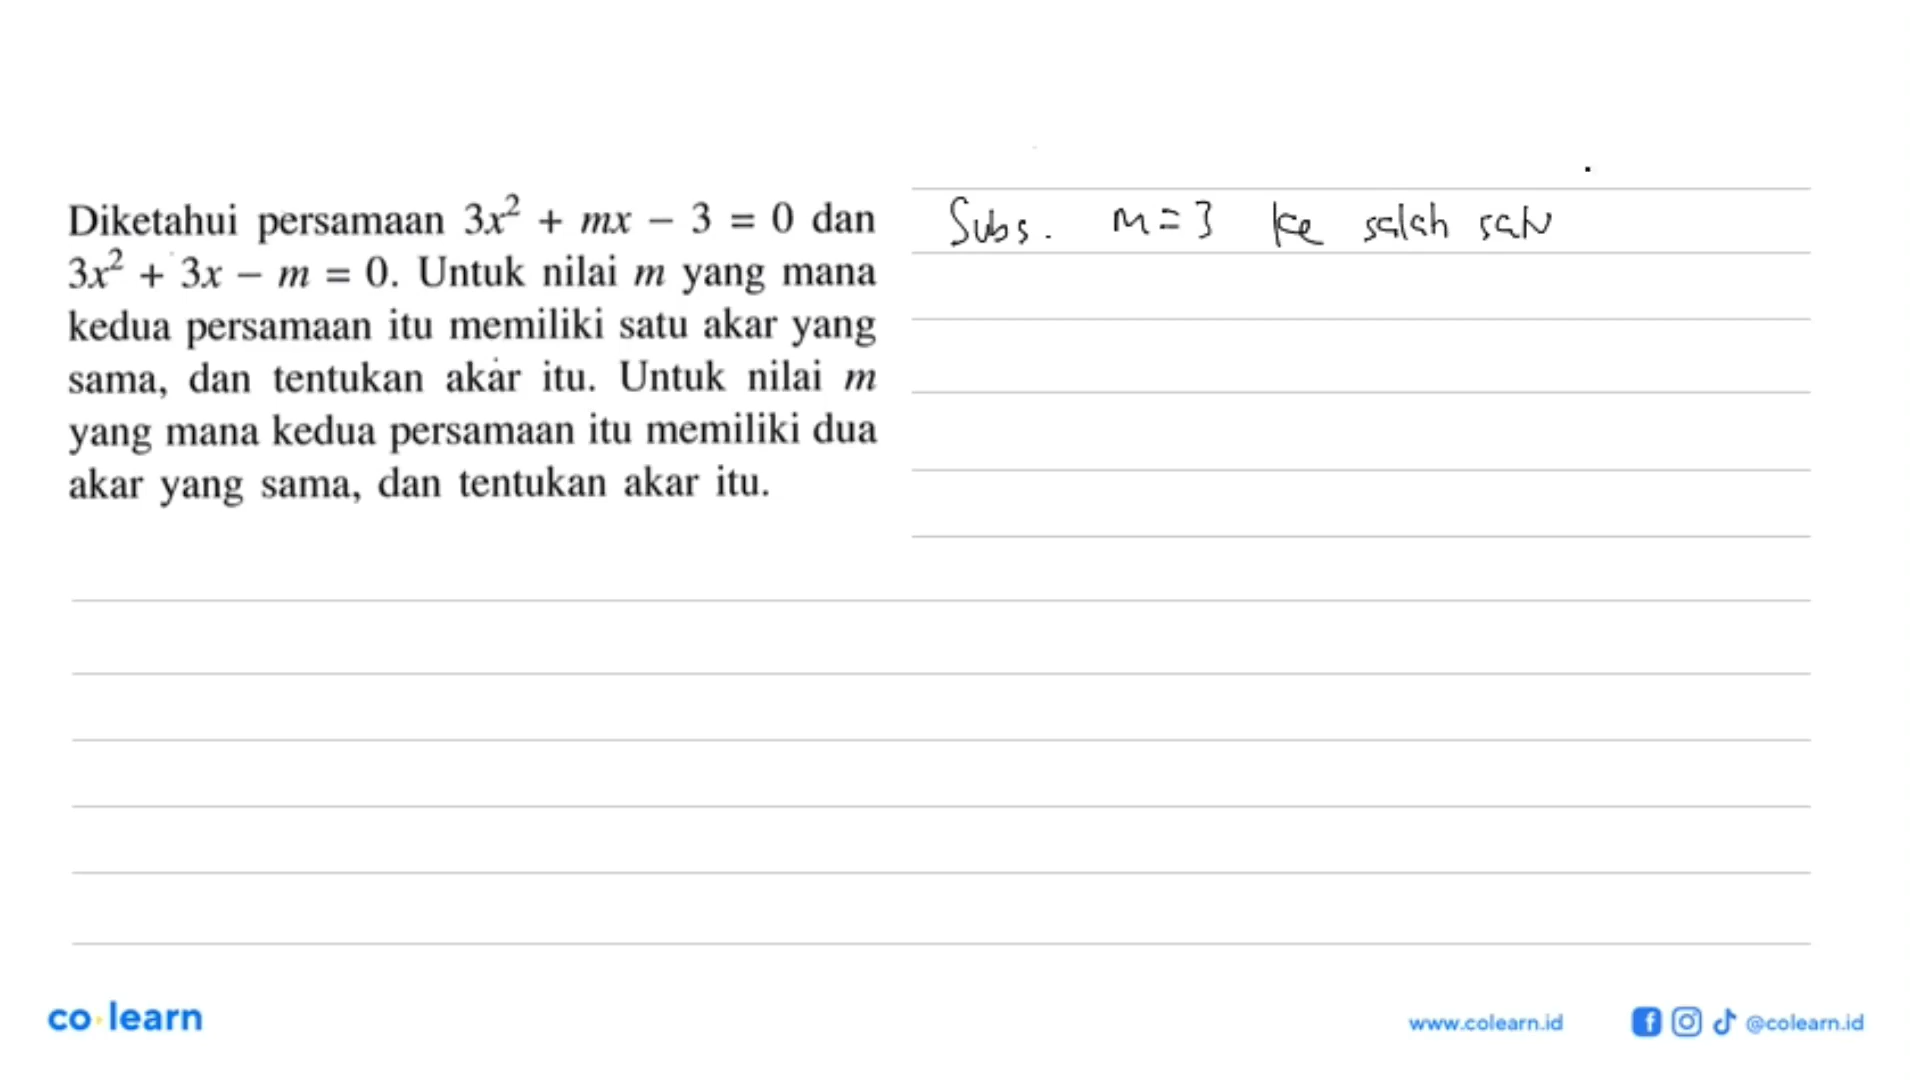 Diketahui persamaan 3x² + mx − 3 = 0 dan
3x² + 3x − m = 0. Untuk nilai m yang mana
kedua persamaan itu memiliki satu akar yang
sama, dan tentukan akar itu. Untuk nilai m
yang mana kedua persamaan itu memiliki dua
akar yang sama, dan tentukan akar itu.
Subs. m = 3 ke salah satu
co learn
www.colearn.id
@colearn.id